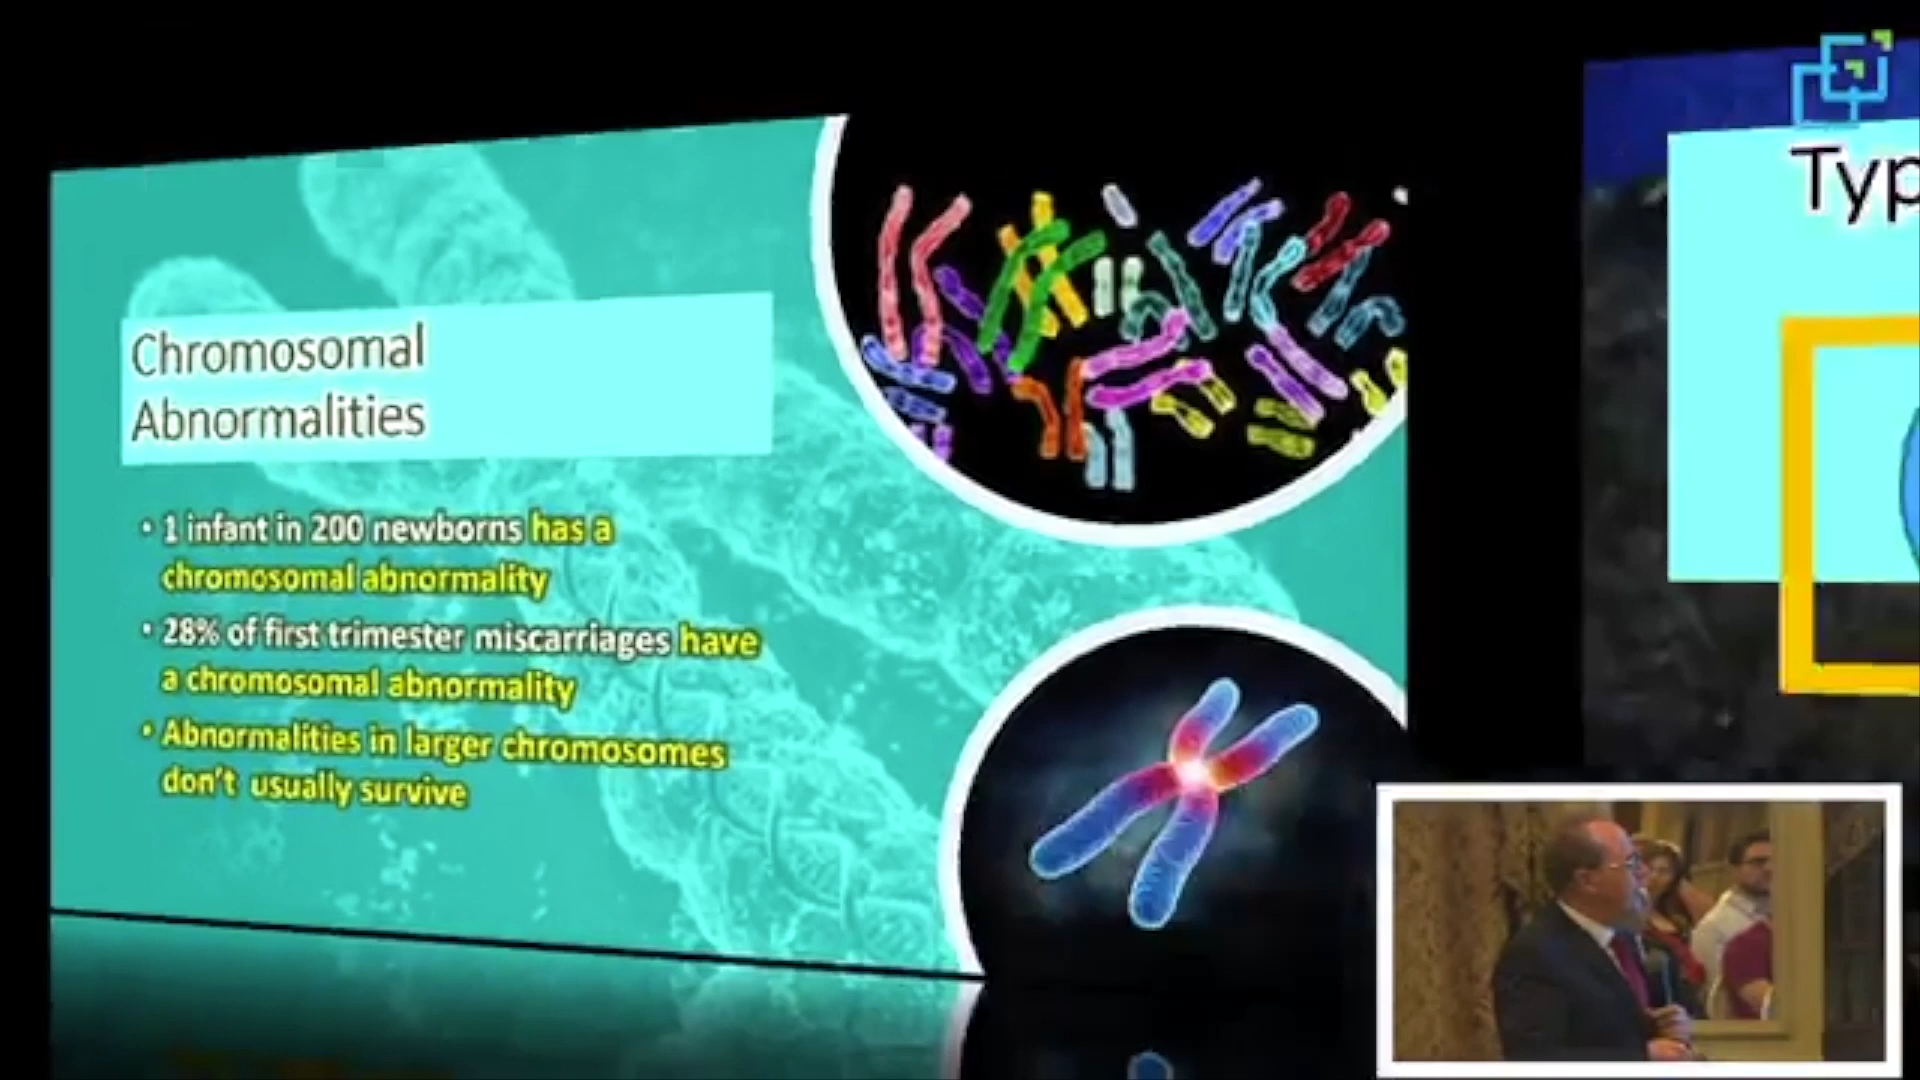 Chromosomal
Abnormalities
• 1 infant in 200 newborns has a
chromosomal abnormality
• 28% of first trimester miscarriages have
a chromosomal abnormality
• Abnormalities in larger chromosomes
don't usually survive
Typ